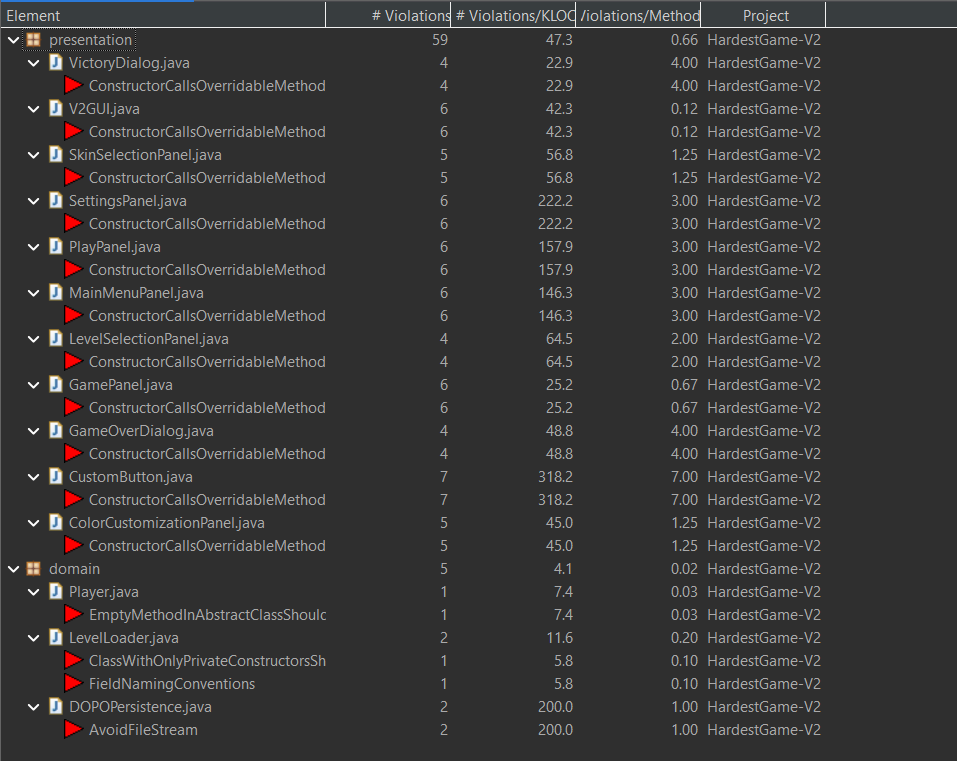 Element # Violations # Violations/KLOC /iolations/Method Project
presentation 59 47.3 0.66 HardestGame-V2
VictoryDialog.java 4 22.9 4.00 HardestGame-V2
ConstructorCallsOverridableMethod 4 22.9 4.00 HardestGame-V2
V2GUI.java 6 42.3 0.12 HardestGame-V2
ConstructorCallsOverridableMethod 6 42.3 0.12 HardestGame-V2
SkinSelectionPanel.java 5 56.8 1.25 HardestGame-V2
ConstructorCallsOverridableMethod 5 56.8 1.25 HardestGame-V2
SettingsPanel.java 6 222.2 3.00 HardestGame-V2
ConstructorCallsOverridableMethod 6 222.2 3.00 HardestGame-V2
PlayPanel.java 6 157.9 3.00 HardestGame-V2
ConstructorCallsOverridableMethod 6 157.9 3.00 HardestGame-V2
MainMenuPanel.java 6 146.3 3.00 HardestGame-V2
ConstructorCallsOverridableMethod 6 146.3 3.00 HardestGame-V2
LevelSelectionPanel.java 4 64.5 2.00 HardestGame-V2
ConstructorCallsOverridableMethod 4 64.5 2.00 HardestGame-V2
GamePanel.java 6 25.2 0.67 HardestGame-V2
ConstructorCallsOverridableMethod 6 25.2 0.67 HardestGame-V2
GameOverDialog.java 4 48.8 4.00 HardestGame-V2
ConstructorCallsOverridableMethod 4 48.8 4.00 HardestGame-V2
CustomButton.java 7 318.2 7.00 HardestGame-V2
ConstructorCallsOverridableMethod 7 318.2 7.00 HardestGame-V2
ColorCustomizationPanel.java 5 45.0 1.25 HardestGame-V2
ConstructorCallsOverridableMethod 5 45.0 1.25 HardestGame-V2
domain 5 4.1 0.02 HardestGame-V2
Player.java 1 7.4 0.03 HardestGame-V2
EmptyMethodInAbstractClassShoulc 1 7.4 0.03 HardestGame-V2
LevelLoader.java 2 11.6 0.20 HardestGame-V2
ClassWithOnlyPrivateConstructorsSh 1 5.8 0.10 HardestGame-V2
FieldNamingConventions 1 5.8 0.10 HardestGame-V2
DOPOPersistence.java 2 200.0 1.00 HardestGame-V2
AvoidFileStream 2 200.0 1.00 HardestGame-V2